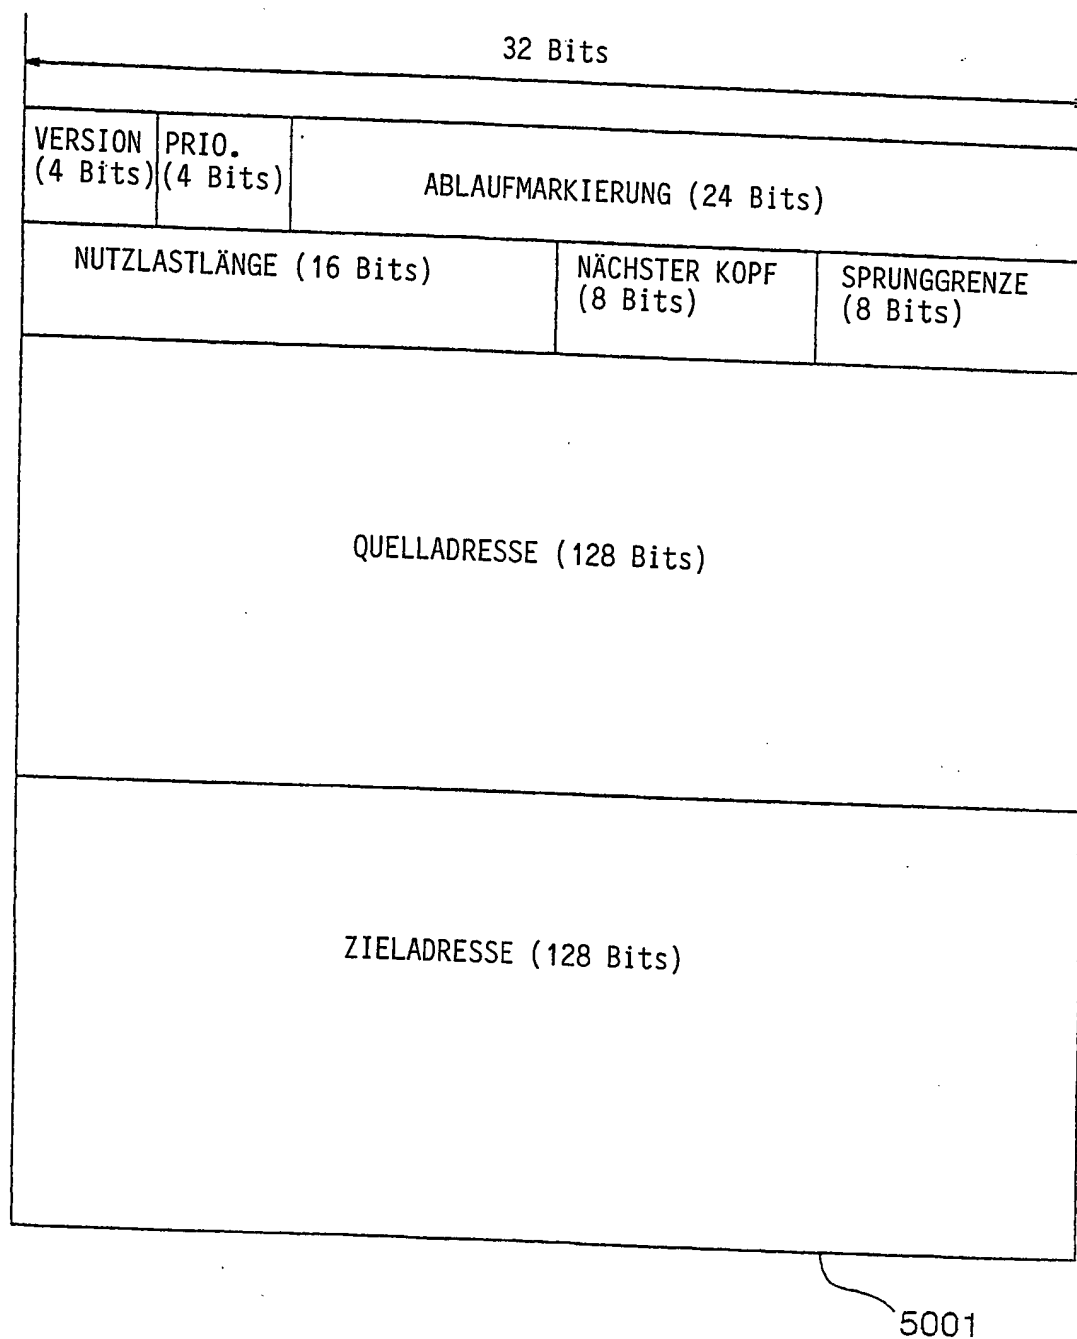 32 Bits
VERSION
(4 Bits)
PRIO.
(4 Bits)
ABLAUFMARKIERUNG (24 Bits)
NUTZLASTLÄNGE (16 Bits)
NÄCHSTER KOPF
(8 Bits)
SPRUNGGRENZE
(8 Bits)
QUELLADRESSE (128 Bits)
ZIELADRESSE (128 Bits)
5001